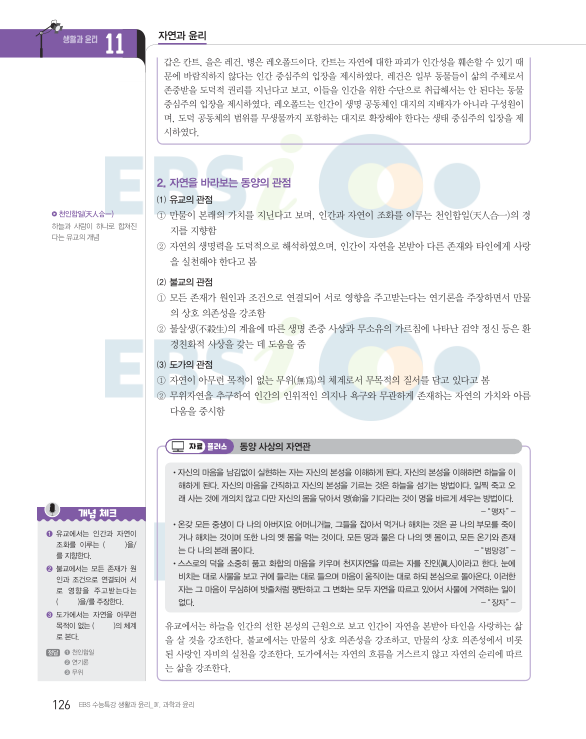 생활과 윤리 11
자연과 윤리
갑은 칸트, 을은 레건, 병은 레오폴드이다. 칸트는 자연에 대한 파괴가 인간성을 훼손할 수 있기 때
문에 바람직하지 않다는 인간 중심주의 입장을 제시하였다. 레건은 일부 동물들이 삶의 주체로서
존중받을 도덕적 권리를 지닌다고 보고, 이들을 인간을 위한 수단으로 취급해서는 안 된다는 동물
중심주의 입장을 제시하였다. 레오폴드는 인간이 생명 공동체인 대지의 지배자가 아니라 구성원이
며, 도덕 공동체의 범위를 무생물까지 포함하는 대지로 확장해야 한다는 생태 중심주의 입장을 제
시하였다.
2. 자연을 바라보는 동양의 관점
(1) 유교의 관점
① 만물이 본래의 가치를 지닌다고 보며, 인간과 자연이 조화를 이루는 천인합일(天人合一)의 경
지를 지향함
② 자연의 생명력을 도덕적으로 해석하였으며, 인간이 자연을 본받아 다른 존재와 타인에게 사랑
을 실천해야 한다고 봄
✪ 천인합일(天人合一)
하늘과 사람이 하나로 합쳐진
다는 유교의 개념
(2) 불교의 관점
① 모든 존재가 원인과 조건으로 연결되어 서로 영향을 주고받는다는 연기론을 주장하면서 만물
의 상호 의존성을 강조함
② 불살생(不殺生)의 계율에 따른 생명 존중 사상과 무소유의 가르침에 나타난 검약 정신 등은 환
경친화적 사상을 갖는 데 도움을 줌
(3) 도가의 관점
① 자연이 아무런 목적이 없는 무위(無爲)의 체계로서 무목적의 질서를 담고 있다고 봄
② 무위자연을 추구하여 인간의 인위적인 의지나 욕구와 무관하게 존재하는 자연의 가치와 아름
다움을 중시함
자료 플러스 동양 사상의 자연관
• 자신의 마음을 남김없이 실현하는 자는 자신의 본성을 이해하게 된다. 자신의 본성을 이해하면 하늘을 이
해하게 된다. 자신의 마음을 간직하고 자신의 본성을 기르는 것은 하늘을 섬기는 방법이다. 일찍 죽고 오
래 사는 것에 개의치 않고 다만 자신의 몸을 닦아서 명(命)을 기다리는 것이 명을 바르게 세우는 방법이다.
- “맹자” -
• 온갖 모든 중생이 다 나의 아버지요 어머니거늘, 그들을 잡아서 먹거나 해치는 것은 곧 나의 부모를 죽이
거나 해치는 것이며 또한 나의 옛 몸을 먹는 것이다. 모든 땅과 물은 다 나의 옛 몸이고, 모든 온기와 존재
는 다 나의 본래 몸이다. - “범망경” -
• 스스로의 덕을 소중히 품고 화합의 마음을 키우며 천지자연을 따르는 자를 진인(眞人)이라고 한다. 눈에
비치는 대로 사물을 보고 귀에 들리는 대로 들으며 마음이 움직이는 대로 하되 본심으로 돌아온다. 이러한
자는 그 마음이 무심하여 밧줄처럼 평탄하고 그 변화는 모두 자연을 따르고 있어서 사물에 거역하는 일이
없다. - “장자” -
유교에서는 하늘을 인간의 선한 본성의 근원으로 보고 인간이 자연을 본받아 타인을 사랑하는 삶
을 살 것을 강조한다. 불교에서는 만물의 상호 의존성을 강조하고, 만물의 상호 의존성에서 비롯
된 사랑인 자비의 실천을 강조한다. 도가에서는 자연의 흐름을 거스르지 않고 자연의 순리에 따르
는 삶을 강조한다.
개념 체크
❶ 유교에서는 인간과 자연이
조화를 이루는 ( )을/
를 지향한다.
❷ 불교에서는 모든 존재가 원
인과 조건으로 연결되어 서
로 영향을 주고받는다는
( )을/를 주장한다.
❸ 도가에서는 자연을 아무런
목적이 없는 ( )의 체계
로 본다.
정답 ❶ 천인합일
❷ 연기론
❸ 무위
126 EBS 수능특강 생활과 윤리_Ⅲ. 과학과 윤리
EBSi
EBSi